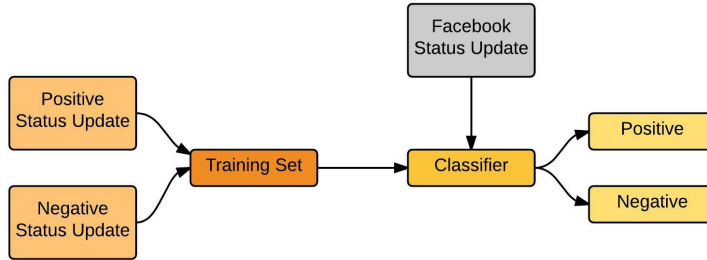 Facebook
Status Update
Positive
Status Update
Positive
Training Set
Classifier
Negative
Status Update
Negative